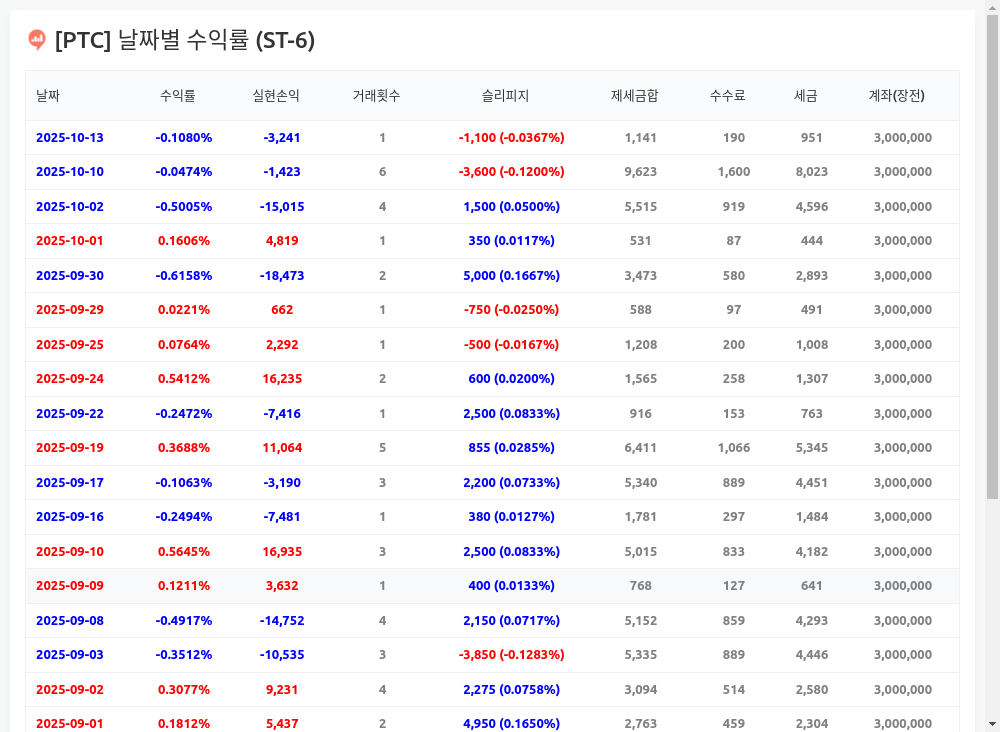 [PTC] 날짜별 수익률 (ST-6)
날짜 수익률 실현손익 거래횟수 슬리피지 제세금합 수수료 세금 계좌(장전)
2025-10-13 -0.1080% -3,241 1 -1,100 (-0.0367%) 1,141 190 951 3,000,000
2025-10-10 -0.0474% -1,423 6 -3,600 (-0.1200%) 9,623 1,600 8,023 3,000,000
2025-10-02 -0.5005% -15,015 4 1,500 (0.0500%) 5,515 919 4,596 3,000,000
2025-10-01 0.1606% 4,819 1 350 (0.0117%) 531 87 444 3,000,000
2025-09-30 -0.6158% -18,473 2 5,000 (0.1667%) 3,473 580 2,893 3,000,000
2025-09-29 0.0221% 662 1 -750 (-0.0250%) 588 97 491 3,000,000
2025-09-25 0.0764% 2,292 1 -500 (-0.0167%) 1,208 200 1,008 3,000,000
2025-09-24 0.5412% 16,235 2 600 (0.0200%) 1,565 258 1,307 3,000,000
2025-09-22 -0.2472% -7,416 1 2,500 (0.0833%) 916 153 763 3,000,000
2025-09-19 0.3688% 11,064 5 855 (0.0285%) 6,411 1,066 5,345 3,000,000
2025-09-17 -0.1063% -3,190 3 2,200 (0.0733%) 5,340 889 4,451 3,000,000
2025-09-16 -0.2494% -7,481 1 380 (0.0127%) 1,781 297 1,484 3,000,000
2025-09-10 0.5645% 16,935 3 2,500 (0.0833%) 5,015 833 4,182 3,000,000
2025-09-09 0.1211% 3,632 1 400 (0.0133%) 768 127 641 3,000,000
2025-09-08 -0.4917% -14,752 4 2,150 (0.0717%) 5,152 859 4,293 3,000,000
2025-09-03 -0.3512% -10,535 3 -3,850 (-0.1283%) 5,335 889 4,446 3,000,000
2025-09-02 0.3077% 9,231 4 2,275 (0.0758%) 3,094 514 2,580 3,000,000
2025-09-01 0.1812% 5,437 2 4,950 (0.1650%) 2,763 459 2,304 3,000,000